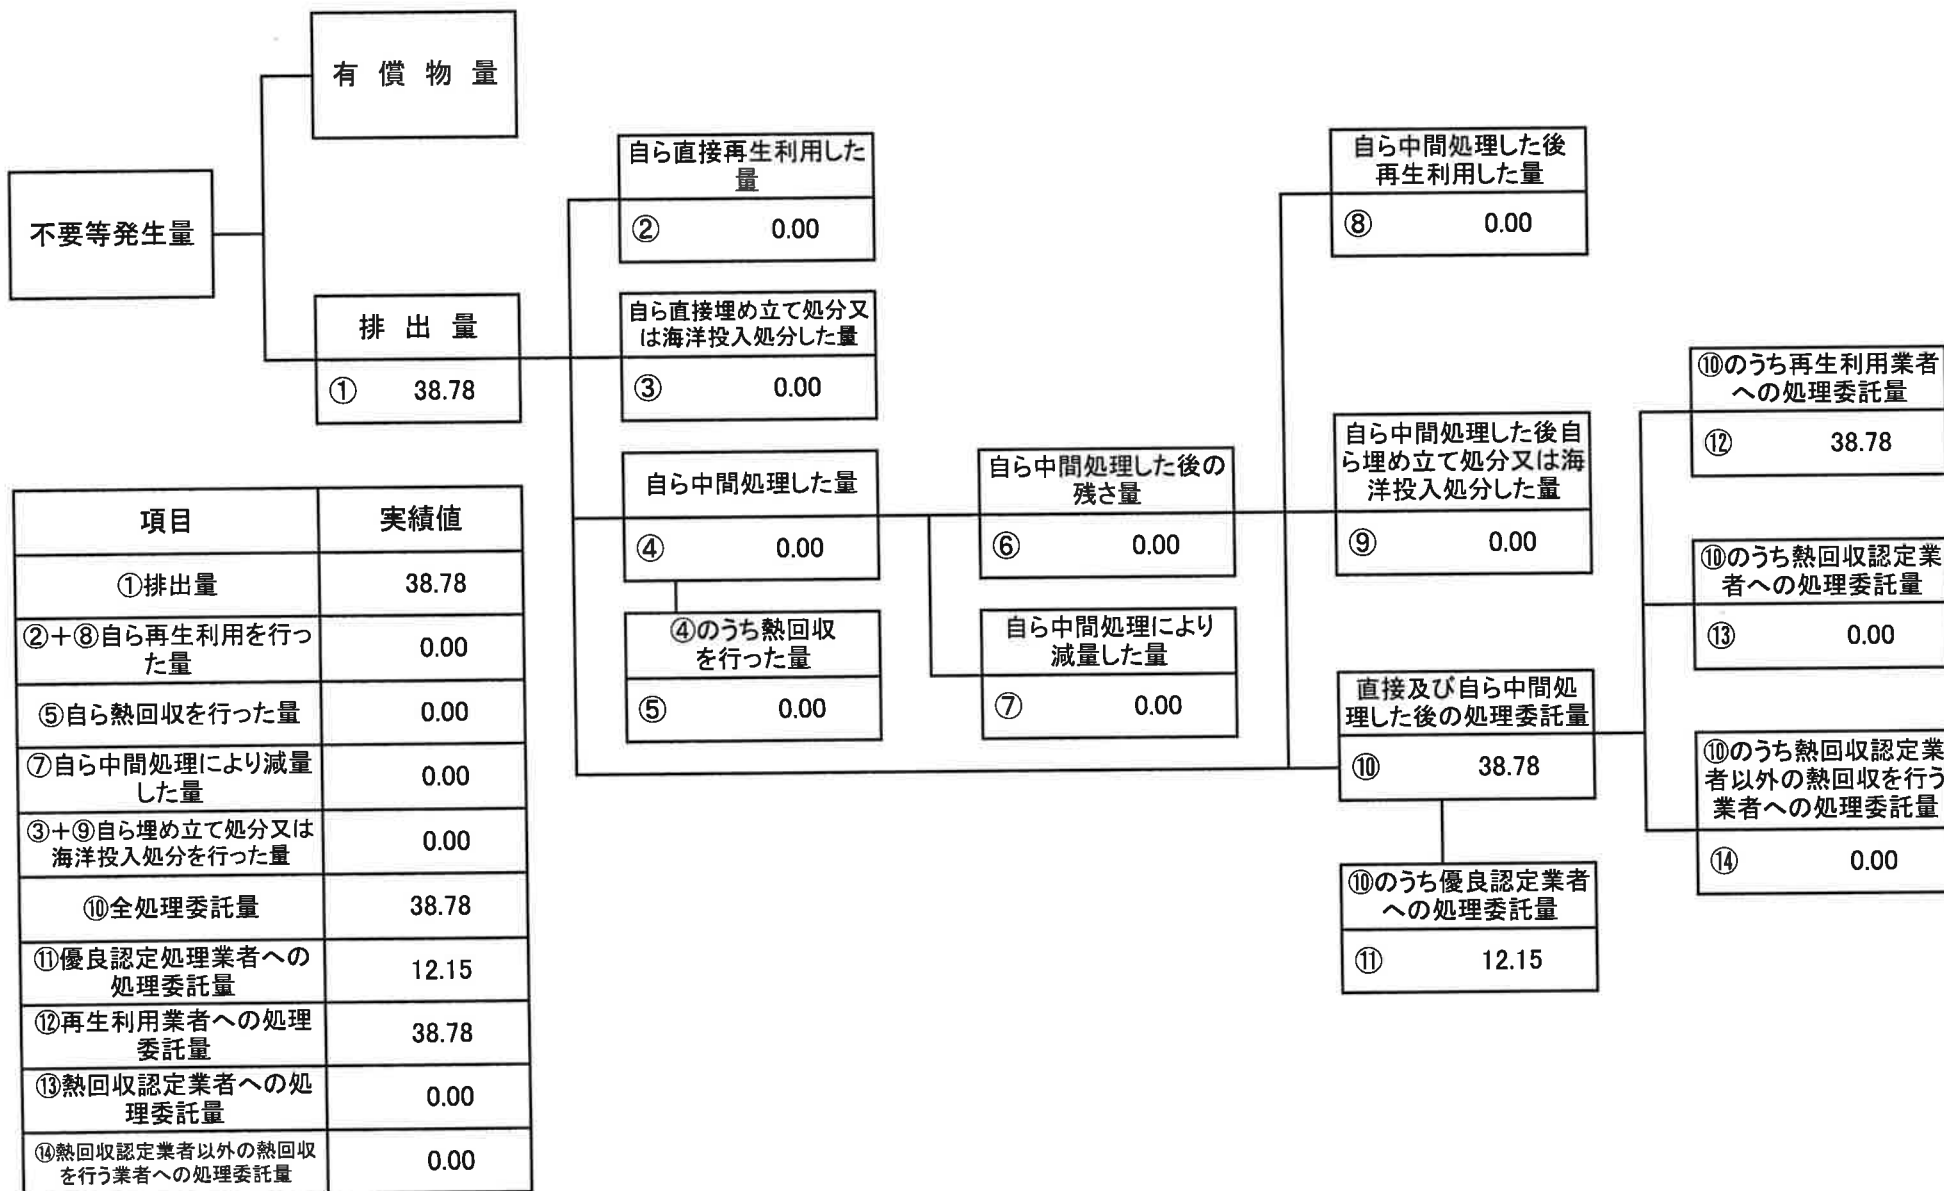 有償物量
不要等発生量
排出量
① 38.78
自ら直接再生利用した
量
② 0.00
自ら直接埋め立て処分又
は海洋投入処分した量
③ 0.00
自ら中間処理した量
④ 0.00
④のうち熱回収
を行った量
⑤ 0.00
自ら中間処理した後の
残さ量
⑥ 0.00
自ら中間処理により
減量した量
⑦ 0.00
自ら中間処理した後
再生利用した量
⑧ 0.00
自ら中間処理した後自
ら埋め立て処分又は海
洋投入処分した量
⑨ 0.00
直接及び自ら中間処
理した後の処理委託量
⑩ 38.78
⑩のうち優良認定業者
への処理委託量
⑪ 12.15
⑩のうち再生利用業者
への処理委託量
⑫ 38.78
⑩のうち熱回収認定業
者への処理委託量
⑬ 0.00
⑩のうち熱回収認定業
者以外の熱回収を行う
業者への処理委託量
⑭ 0.00
項目 実績値
①排出量 38.78
②+⑧自ら再生利用を行っ
た量 0.00
⑤自ら熱回収を行った量 0.00
⑦自ら中間処理により減量
した量 0.00
③+⑨自ら埋め立て処分又は
海洋投入処分を行った量 0.00
⑩全処理委託量 38.78
⑪優良認定処理業者への
処理委託量 12.15
⑫再生利用業者への処理
委託量 38.78
⑬熱回収認定業者への処
理委託量 0.00
⑭熱回収認定業者以外の熱回収
を行う業者への処理委託量 0.00